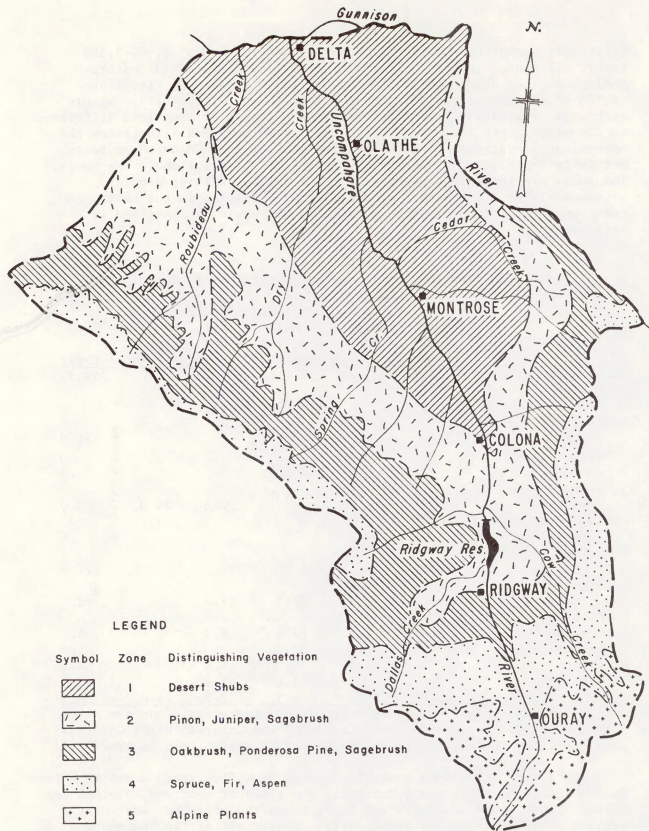 Gunnison
N.
DELTA
Creek
Creek
Uncompahgre
OLATHE
River
Roubideau
Cedar
Creek
Dry
MONTROSE
Spring Cr.
COLONA
Ridgway Res.
Cow
RIDGWAY
Dallas Creek
River
Creek
OURAY
LEGEND
Symbol Zone Distinguishing Vegetation
1 Desert Shubs
2 Pinon, Juniper, Sagebrush
3 Oakbrush, Ponderosa Pine, Sagebrush
4 Spruce, Fir, Aspen
5 Alpine Plants